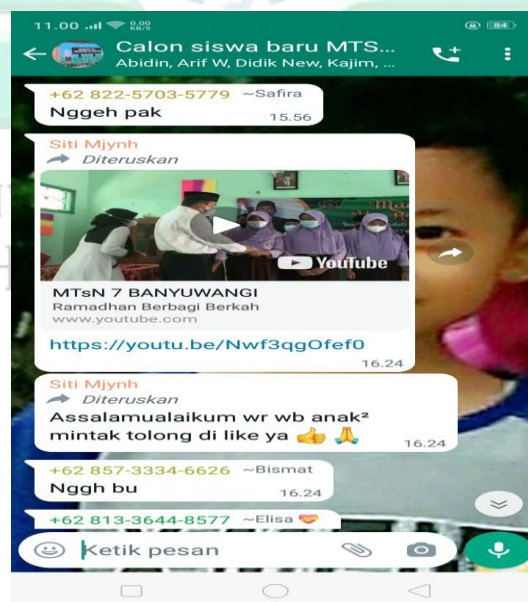 11.00 0.00 KB/S 84
Calon siswa baru MTS...
Abidin, Arif W, Didik New, Kajim, ...
+62 822-5703-5779 ~Safira
Nggeh pak 15.56
Siti Mjynh
Diteruskan
YouTube
MTsN 7 BANYUWANGI
Ramadhan Berbagi Berkah
www.youtube.com
https://youtu.be/Nwf3qgOfef0
16.24
Siti Mjynh
Diteruskan
Assalamualaikum wr wb anak²
mintak tolong di like ya 👍 🙏 16.24
+62 857-3334-6626 ~Bismat
Nggh bu 16.24
+62 813-3644-8577 ~Elisa 💝
Ketik pesan